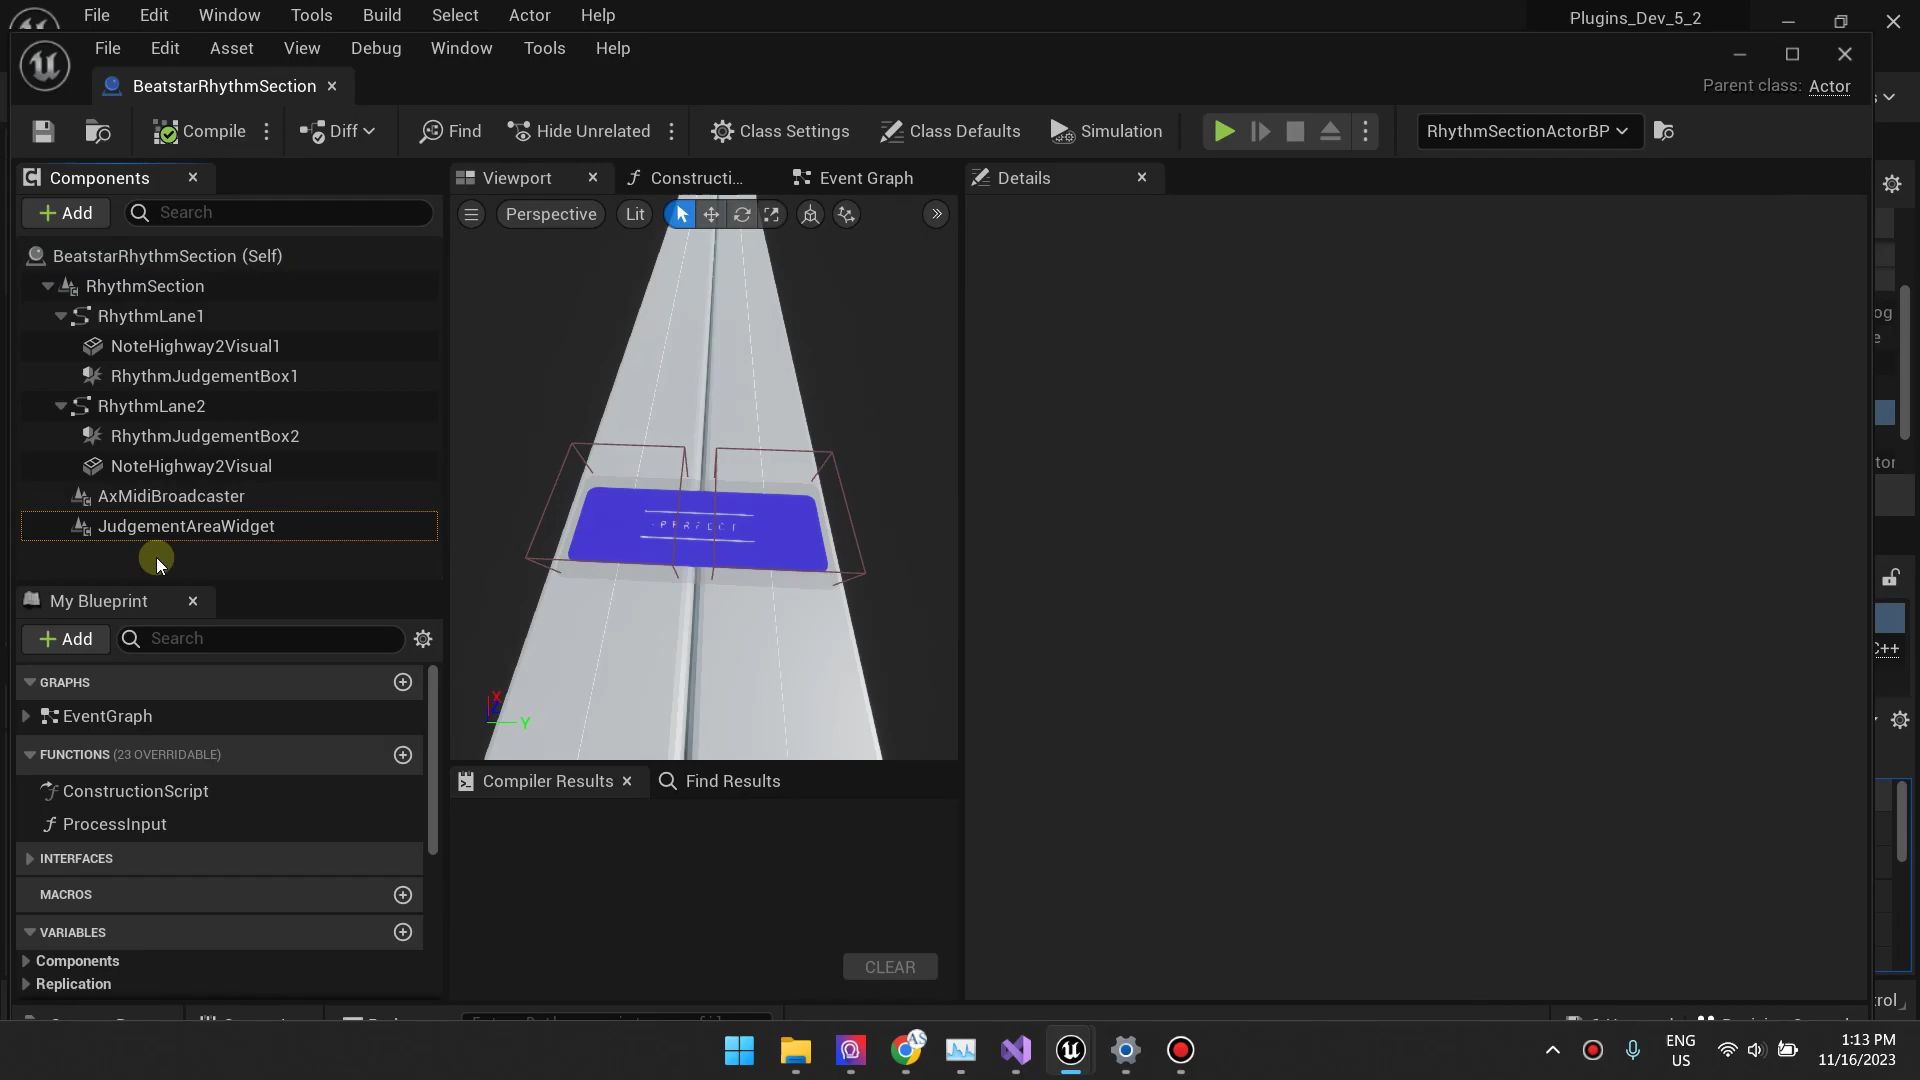 File Edit Window Tools Build Select Actor Help Plugins_Dev_5_2
File Edit Asset View Debug Window Tools Help
BeatstarRhythmSection Parent class: Actor
Compile Diff Find Hide Unrelated Class Settings Class Defaults Simulation RhythmSectionActorBP
Components Viewport Constructi... Event Graph Details
Add Search Perspective Lit
BeatstarRhythmSection (Self)
RhythmSection
RhythmLane1
NoteHighway2Visual1
RhythmJudgementBox1
RhythmLane2
RhythmJudgementBox2
NoteHighway2Visual
AxMidiBroadcaster
JudgementAreaWidget
PERFECT
X
Y
My Blueprint
Add Search
GRAPHS
EventGraph
FUNCTIONS (23 OVERRIDABLE)
ConstructionScript
ProcessInput
INTERFACES
MACROS
VARIABLES
Components
Replication
Compiler Results Find Results
CLEAR
C++
AS
ENG
US
1:13 PM
11/16/2023